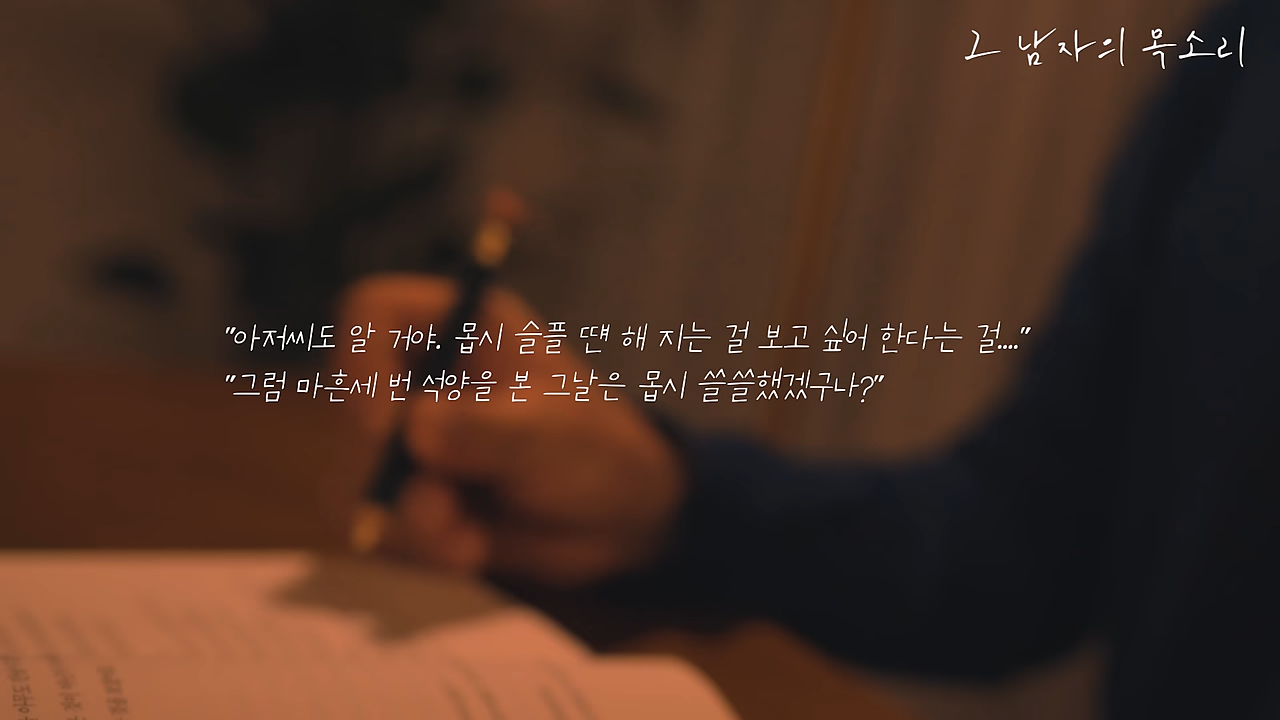 그 남자의 목소리
"아저씨도 알 거야. 몹시 슬플 땐 해 지는 걸 보고 싶어 한다는 걸...."
"그럼 마흔세 번 석양을 본 그날은 몹시 쓸쓸했겠구나?"